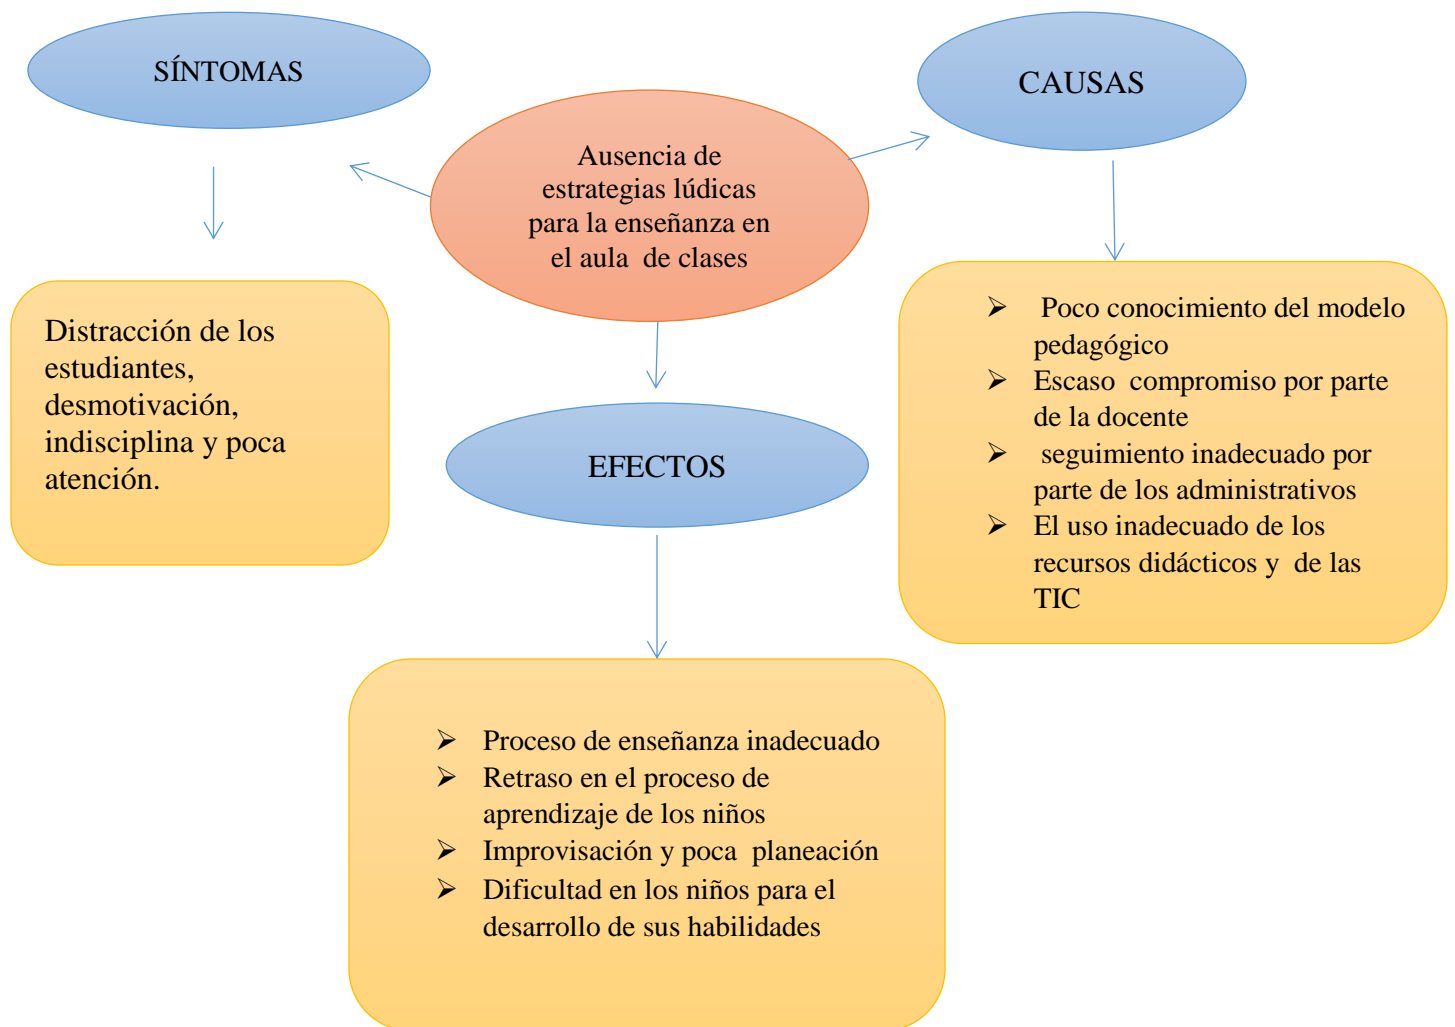 SÍNTOMAS
CAUSAS
Ausencia de
estrategias lúdicas
para la enseñanza en
el aula de clases
Distracción de los
estudiantes,
desmotivación,
indisciplina y poca
atención.
➢ Poco conocimiento del modelo
pedagógico
➢ Escaso compromiso por parte
de la docente
➢ seguimiento inadecuado por
parte de los administrativos
➢ El uso inadecuado de los
recursos didácticos y de las
TIC
EFECTOS
➢ Proceso de enseñanza inadecuado
➢ Retraso en el proceso de
aprendizaje de los niños
➢ Improvisación y poca planeación
➢ Dificultad en los niños para el
desarrollo de sus habilidades